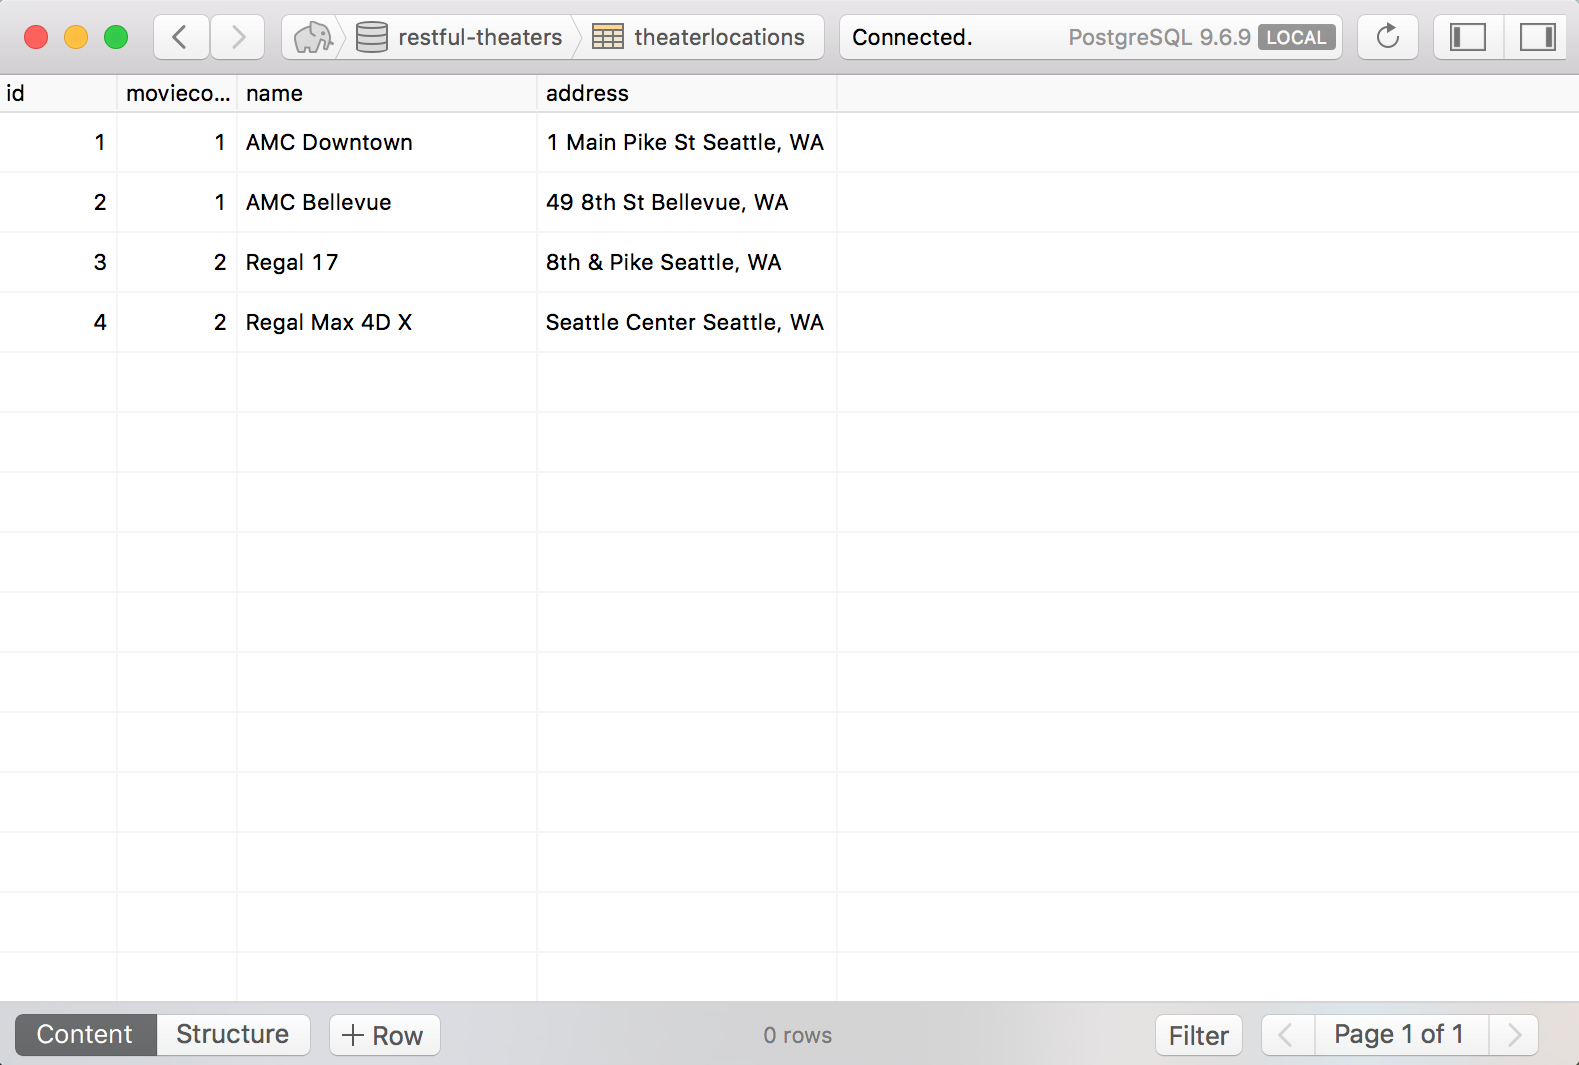 restful-theaters theaterlocations Connected. PostgreSQL 9.6.9 LOCAL
id movieco... name address
1 1 AMC Downtown 1 Main Pike St Seattle, WA
2 1 AMC Bellevue 49 8th St Bellevue, WA
3 2 Regal 17 8th & Pike Seattle, WA
4 2 Regal Max 4D X Seattle Center Seattle, WA
Content Structure + Row 0 rows Filter Page 1 of 1